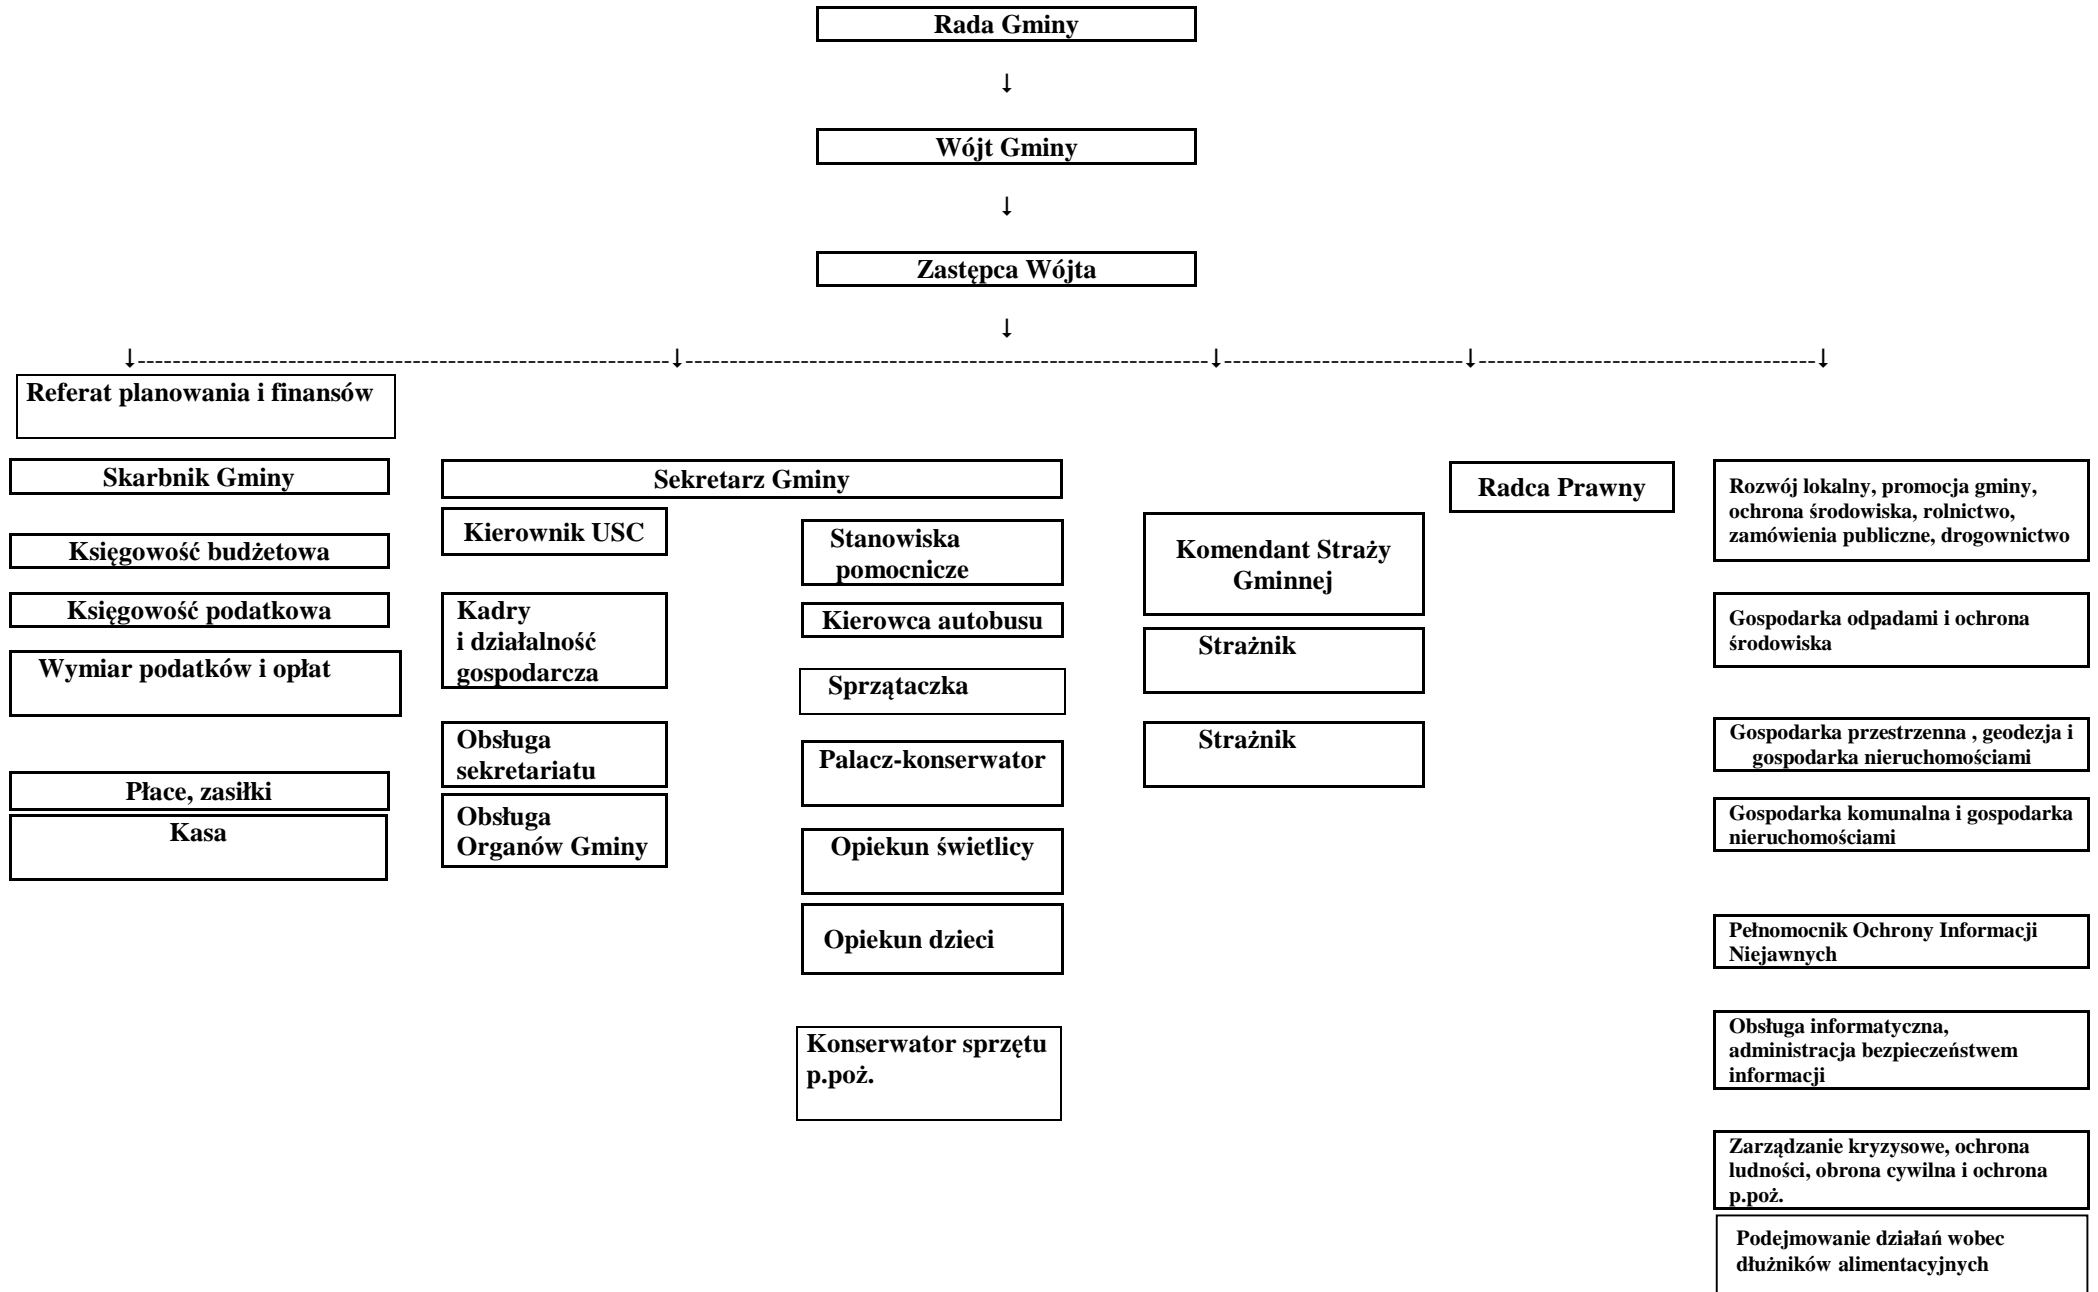 Rada Gminy
↓
Wójt Gminy
↓
Zastępca Wójta
↓
↓------------------------------------------------------------↓------------------------------------------------------------↓---------------------------↓--------------------------------------↓
Referat planowania i finansów
Skarbnik Gminy
Księgowość budżetowa
Księgowość podatkowa
Wymiar podatków i opłat
Płace, zasiłki
Kasa
Sekretarz Gminy
Kierownik USC
Kadry
i działalność
gospodarcza
Obsługa
sekretariatu
Obsługa
Organów Gminy
Stanowiska
pomocnicze
Kierowca autobusu
Sprzątaczka
Palacz-konserwator
Opiekun świetlicy
Opiekun dzieci
Konserwator sprzętu
p.poż.
Komendant Straży
Gminnej
Strażnik
Strażnik
Radca Prawny
Rozwój lokalny, promocja gminy,
ochrona środowiska, rolnictwo,
zamówienia publiczne, drogownictwo
Gospodarka odpadami i ochrona
środowiska
Gospodarka przestrzenna , geodezja i
gospodarka nieruchomościami
Gospodarka komunalna i gospodarka
nieruchomościami
Pełnomocnik Ochrony Informacji
Niejawnych
Obsługa informatyczna,
administracja bezpieczeństwem
informacji
Zarządzanie kryzysowe, ochrona
ludności, obrona cywilna i ochrona
p.poż.
Podejmowanie działań wobec
dłużników alimentacyjnych